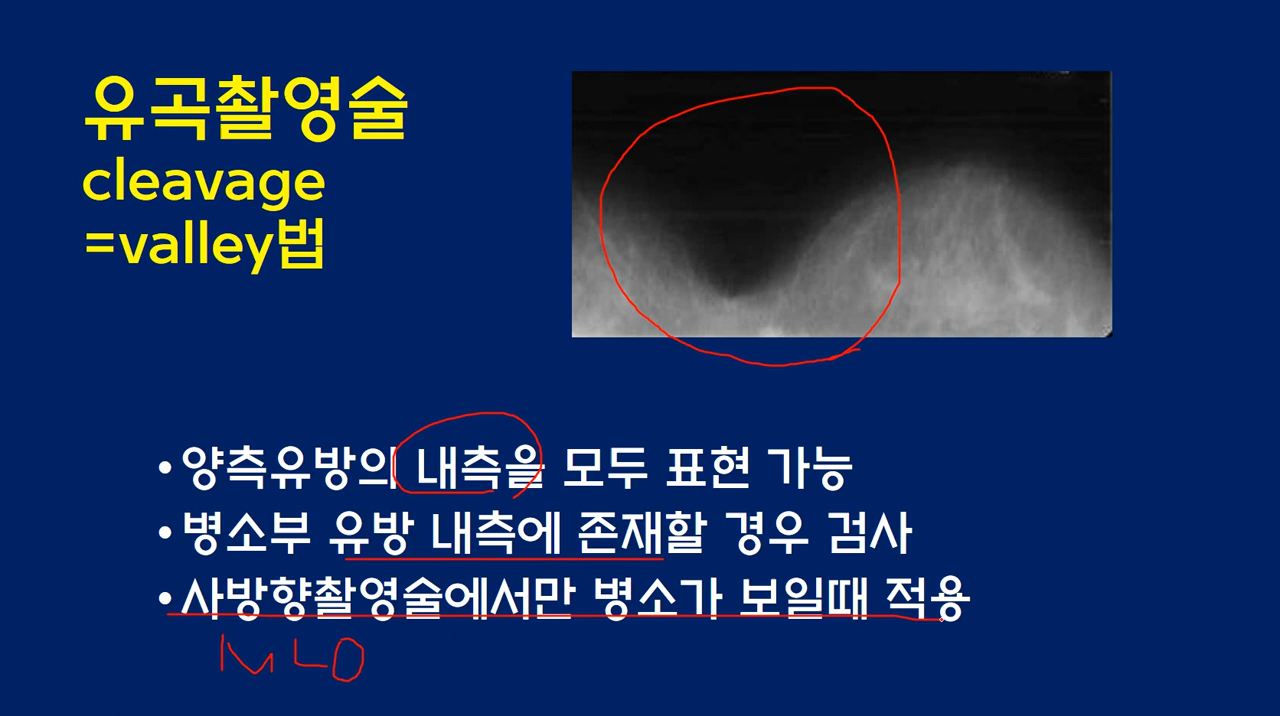 유곡촬영술
cleavage
=valley법
• 양측유방의 내측을 모두 표현 가능
• 병소부 유방 내측에 존재할 경우 검사
• 사방향촬영술에서만 병소가 보일때 적용
MLO